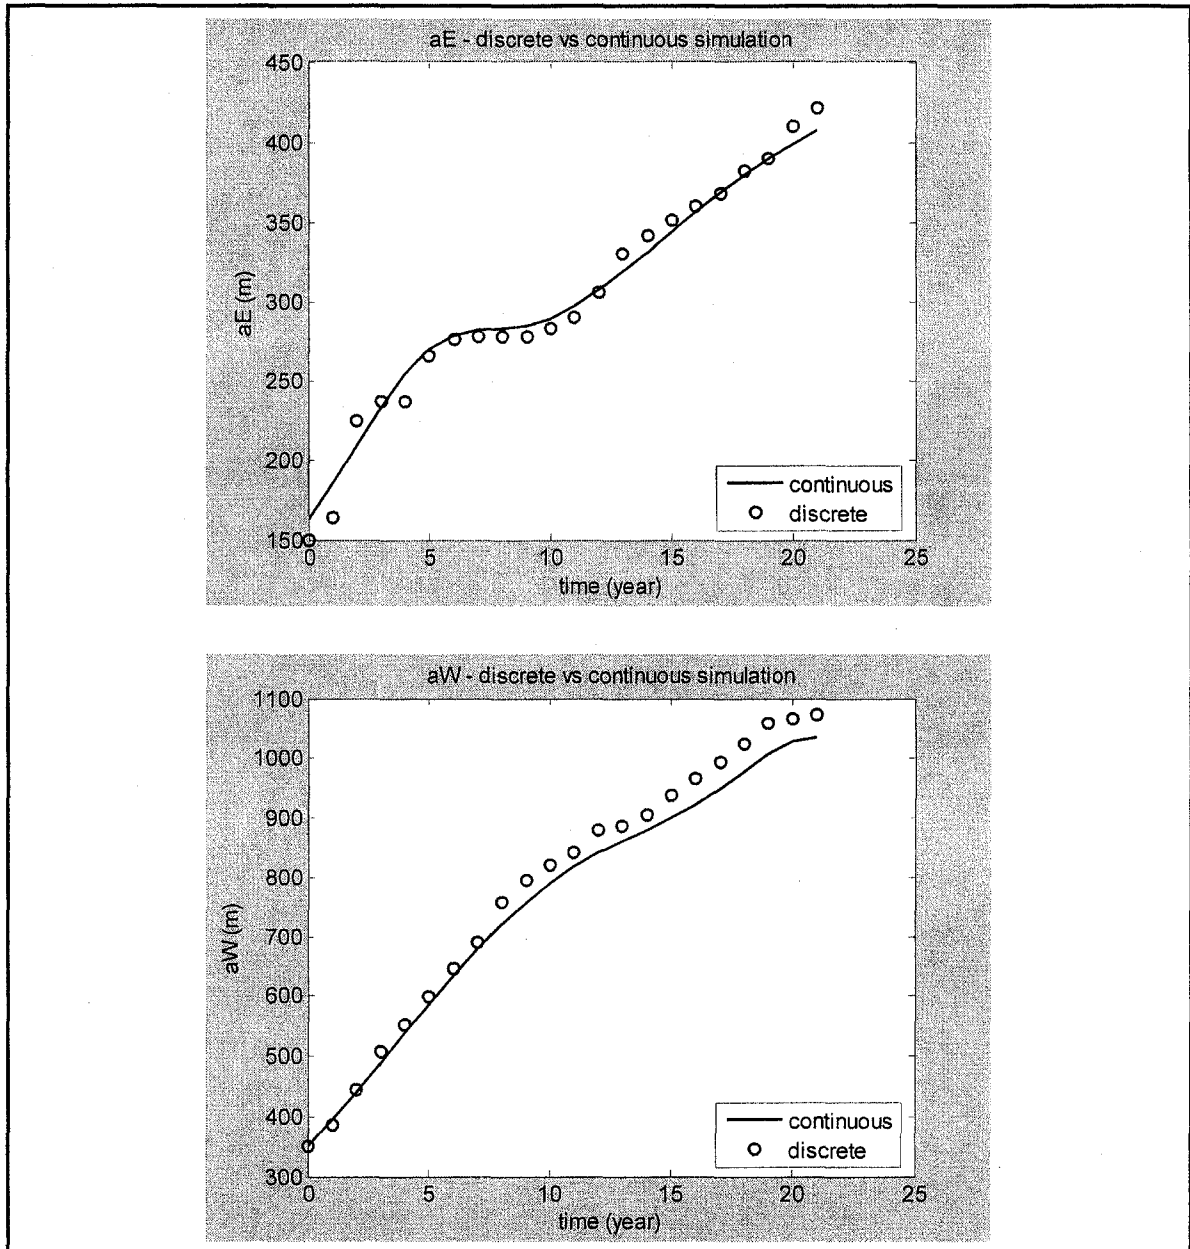 aE - discrete vs continuous simulation
450
400
350
300
250
200
150
aE (m)
continuous
discrete
0 5 10 15 20 25
time (year)
aW - discrete vs continuous simulation
1100
1000
900
800
700
600
500
400
300
aW (m)
continuous
discrete
0 5 10 15 20 25
time (year)